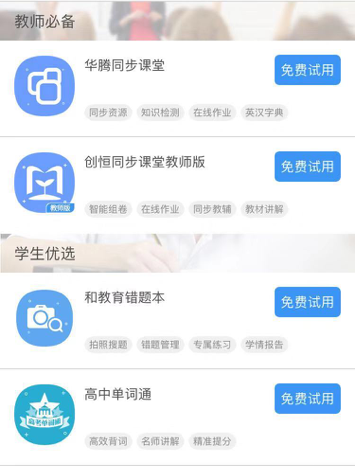 教师必备
华腾同步课堂
免费试用
同步资源 知识检测 在线作业 英汉字典
创恒同步课堂教师版
免费试用
教师版
智能组卷 在线作业 同步教辅 教材讲解
学生优选
和教育错题本
免费试用
拍照搜题 错题管理 专属练习 学情报告
高中单词通
免费试用
高考单词通
高效背词 名师讲解 精准提分